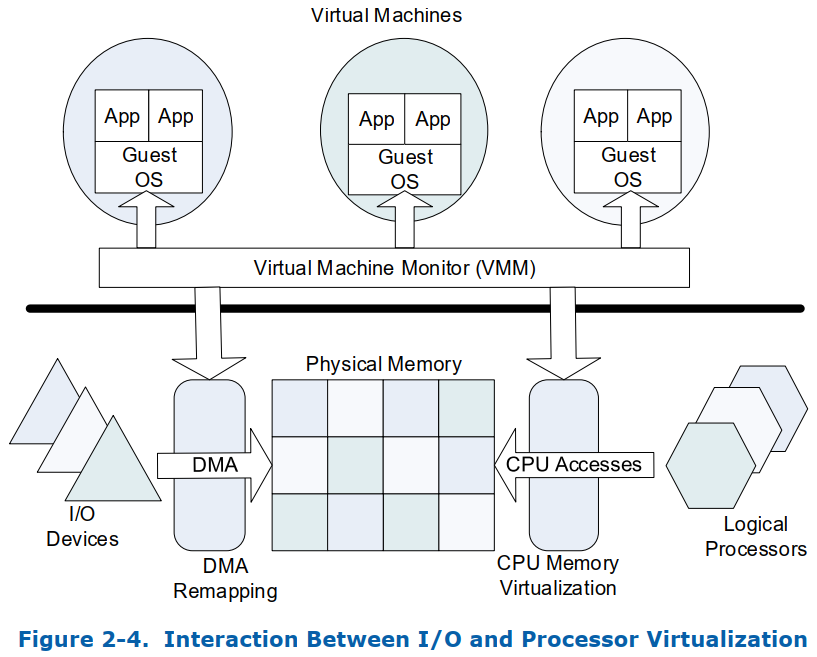 Virtual Machines
App App
Guest
OS
App App
Guest
OS
App App
Guest
OS
Virtual Machine Monitor (VMM)
Physical Memory
DMA
CPU Accesses
I/O
Devices
DMA
Remapping
CPU Memory
Virtualization
Logical
Processors
Figure 2-4. Interaction Between I/O and Processor Virtualization